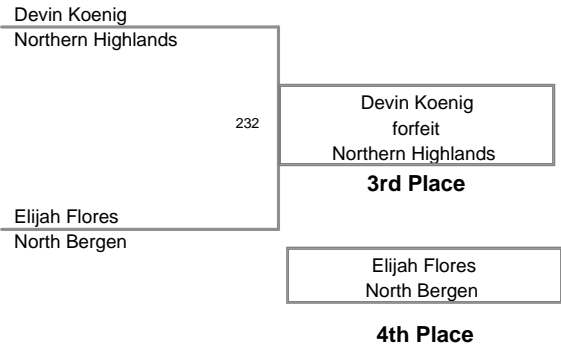 Devin Koenig
Northern Highlands
232
Devin Koenig
forfeit
Northern Highlands
3rd Place
Elijah Flores
North Bergen
Elijah Flores
North Bergen
4th Place